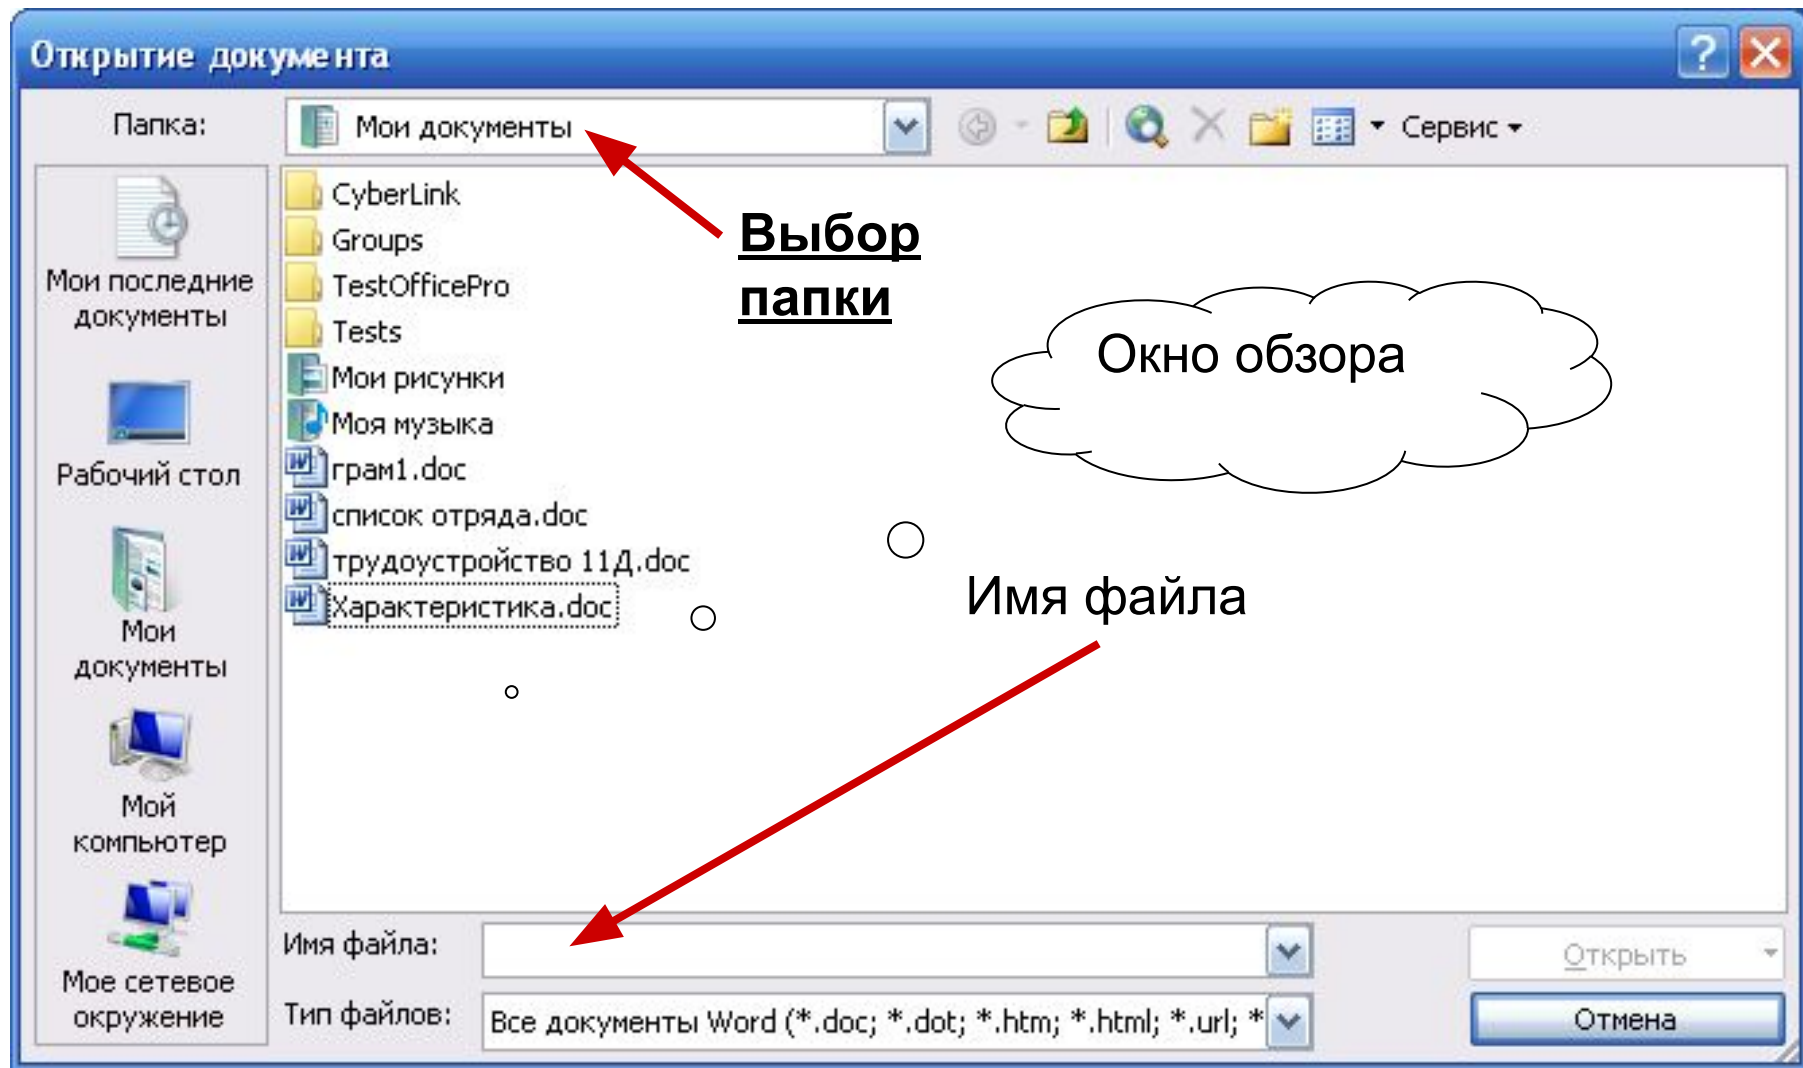 Открытие документа
?
Папка:
Мои документы
Сервис
Мои последние
документы
Рабочий стол
Мои
документы
Мой
компьютер
Мое сетевое
окружение
CyberLink
Groups
TestOfficePro
Tests
Мои рисунки
Моя музыка
грам1.doc
список отряда.doc
трудоустройство 11Д.doc
Характеристика.doc
Выбор
папки
Окно обзора
Имя файла
Имя файла:
Открыть
Тип файлов:
Все документы Word (*.doc; *.dot; *.htm; *.html; *.url; *
Отмена